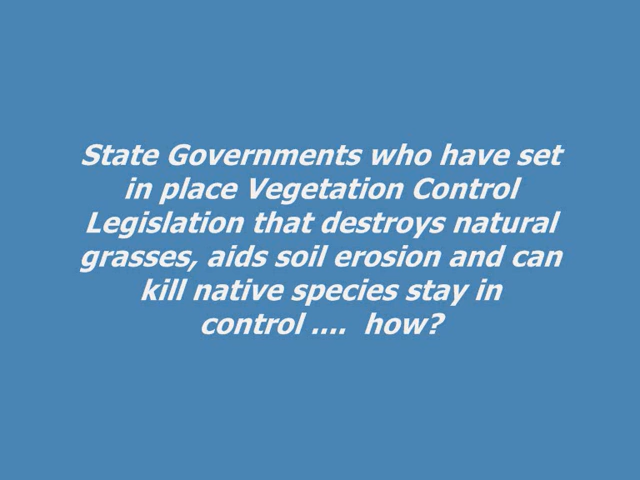 State Governments who have set
in place Vegetation Control
Legislation that destroys natural
grasses, aids soil erosion and can
kill native species stay in
control ....  how?